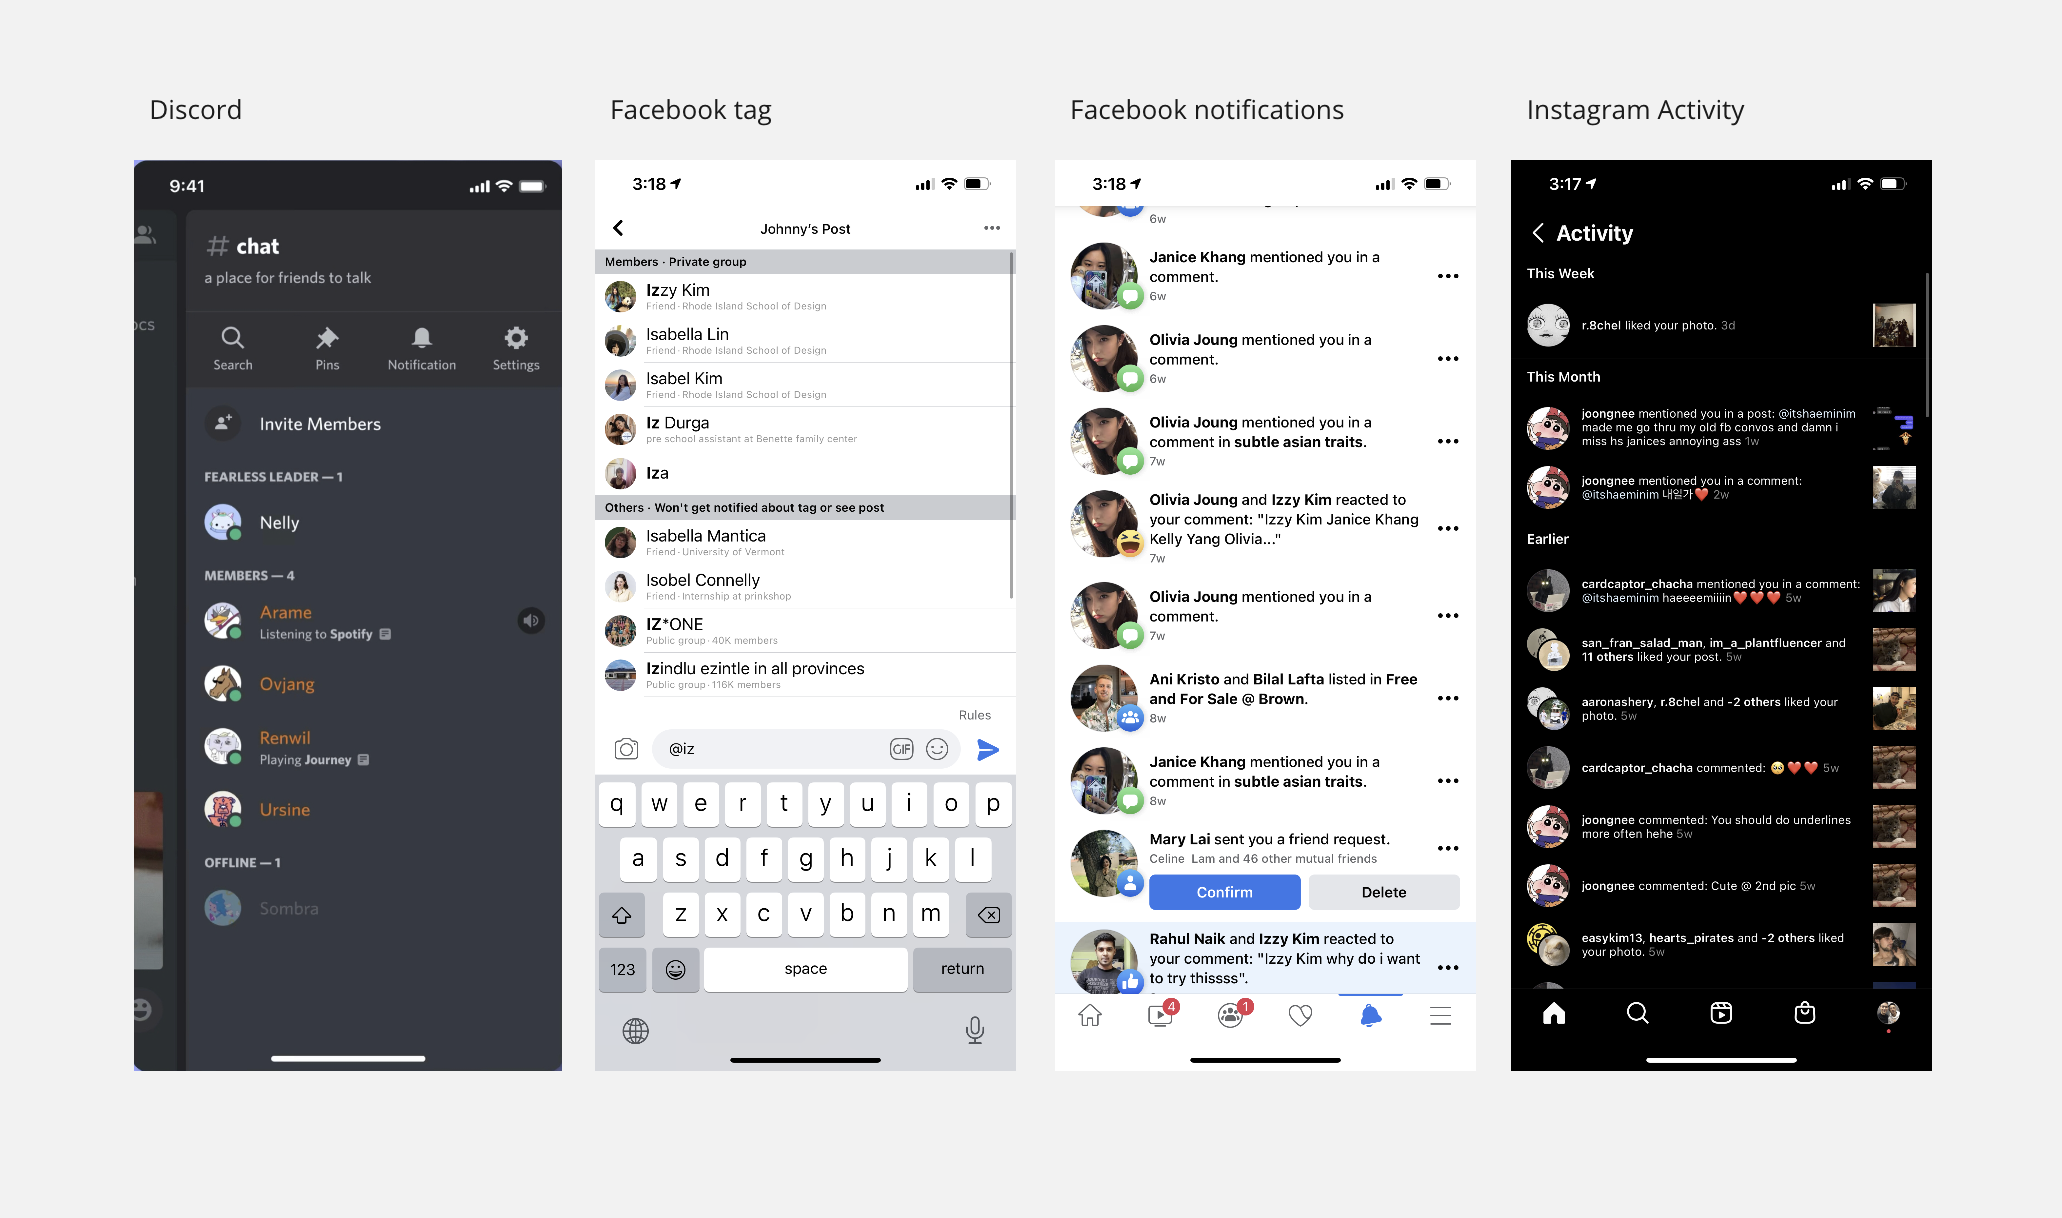 Discord
Facebook tag
Facebook notifications
Instagram Activity
9:41
ocs
# chat
a place for friends to talk
Search
Pins
Notification
Settings
Invite Members
FEARLESS LEADER — 1
Nelly
MEMBERS — 4
Arame
Listening to Spotify
Ovjang
Renwil
Playing Journey
Ursine
OFFLINE — 1
Sombra
3:18
Johnny's Post
Members · Private group
Izzy Kim
Friend · Rhode Island School of Design
Isabella Lin
Friend · Rhode Island School of Design
Isabel Kim
Friend · Rhode Island School of Design
Iz Durga
pre school assistant at Benette family center
Iza
Others · Won't get notified about tag or see post
Isabella Mantica
Friend · University of Vermont
Isobel Connelly
Friend · Internship at prinkshop
IZ*ONE
Public group · 40K members
Izindlu ezintle in all provinces
Public group · 116K members
Rules
@iz
GIF
q w e r t y u i o p
a s d f g h j k l
z x c v b n m
123
space
return
3:18
6w
Janice Khang mentioned you in a
comment.
6w
Olivia Joung mentioned you in a
comment.
6w
Olivia Joung mentioned you in a
comment in subtle asian traits.
7w
Olivia Joung and Izzy Kim reacted to
your comment: "Izzy Kim Janice Khang
Kelly Yang Olivia..."
7w
Olivia Joung mentioned you in a
comment.
7w
Ani Kristo and Bilal Lafta listed in Free
and For Sale @ Brown.
8w
Janice Khang mentioned you in a
comment in subtle asian traits.
8w
Mary Lai sent you a friend request.
Celine Lam and 46 other mutual friends
Confirm
Delete
Rahul Naik and Izzy Kim reacted to
your comment: "Izzy Kim why do i want
to try thissss".
4
1
3:17
Activity
This Week
r.8chel liked your photo. 3d
This Month
joongnee mentioned you in a post: @itshaeminim
made me go thru my old fb convos and damn i
miss hs janices annoying ass 1w
joongnee mentioned you in a comment:
@itshaeminim 내일가❤️ 2w
Earlier
cardcaptor_chacha mentioned you in a comment:
@itshaeminim haeeeemiiiin❤️❤️❤️ 5w
san_fran_salad_man, im_a_plantfluencer and
11 others liked your post. 5w
aaronashery, r.8chel and -2 others liked your
photo. 5w
cardcaptor_chacha commented: 🥺❤️❤️ 5w
joongnee commented: You should do underlines
more often hehe 5w
joongnee commented: Cute @ 2nd pic 5w
easykim13, hearts_pirates and -2 others liked
your photo. 5w